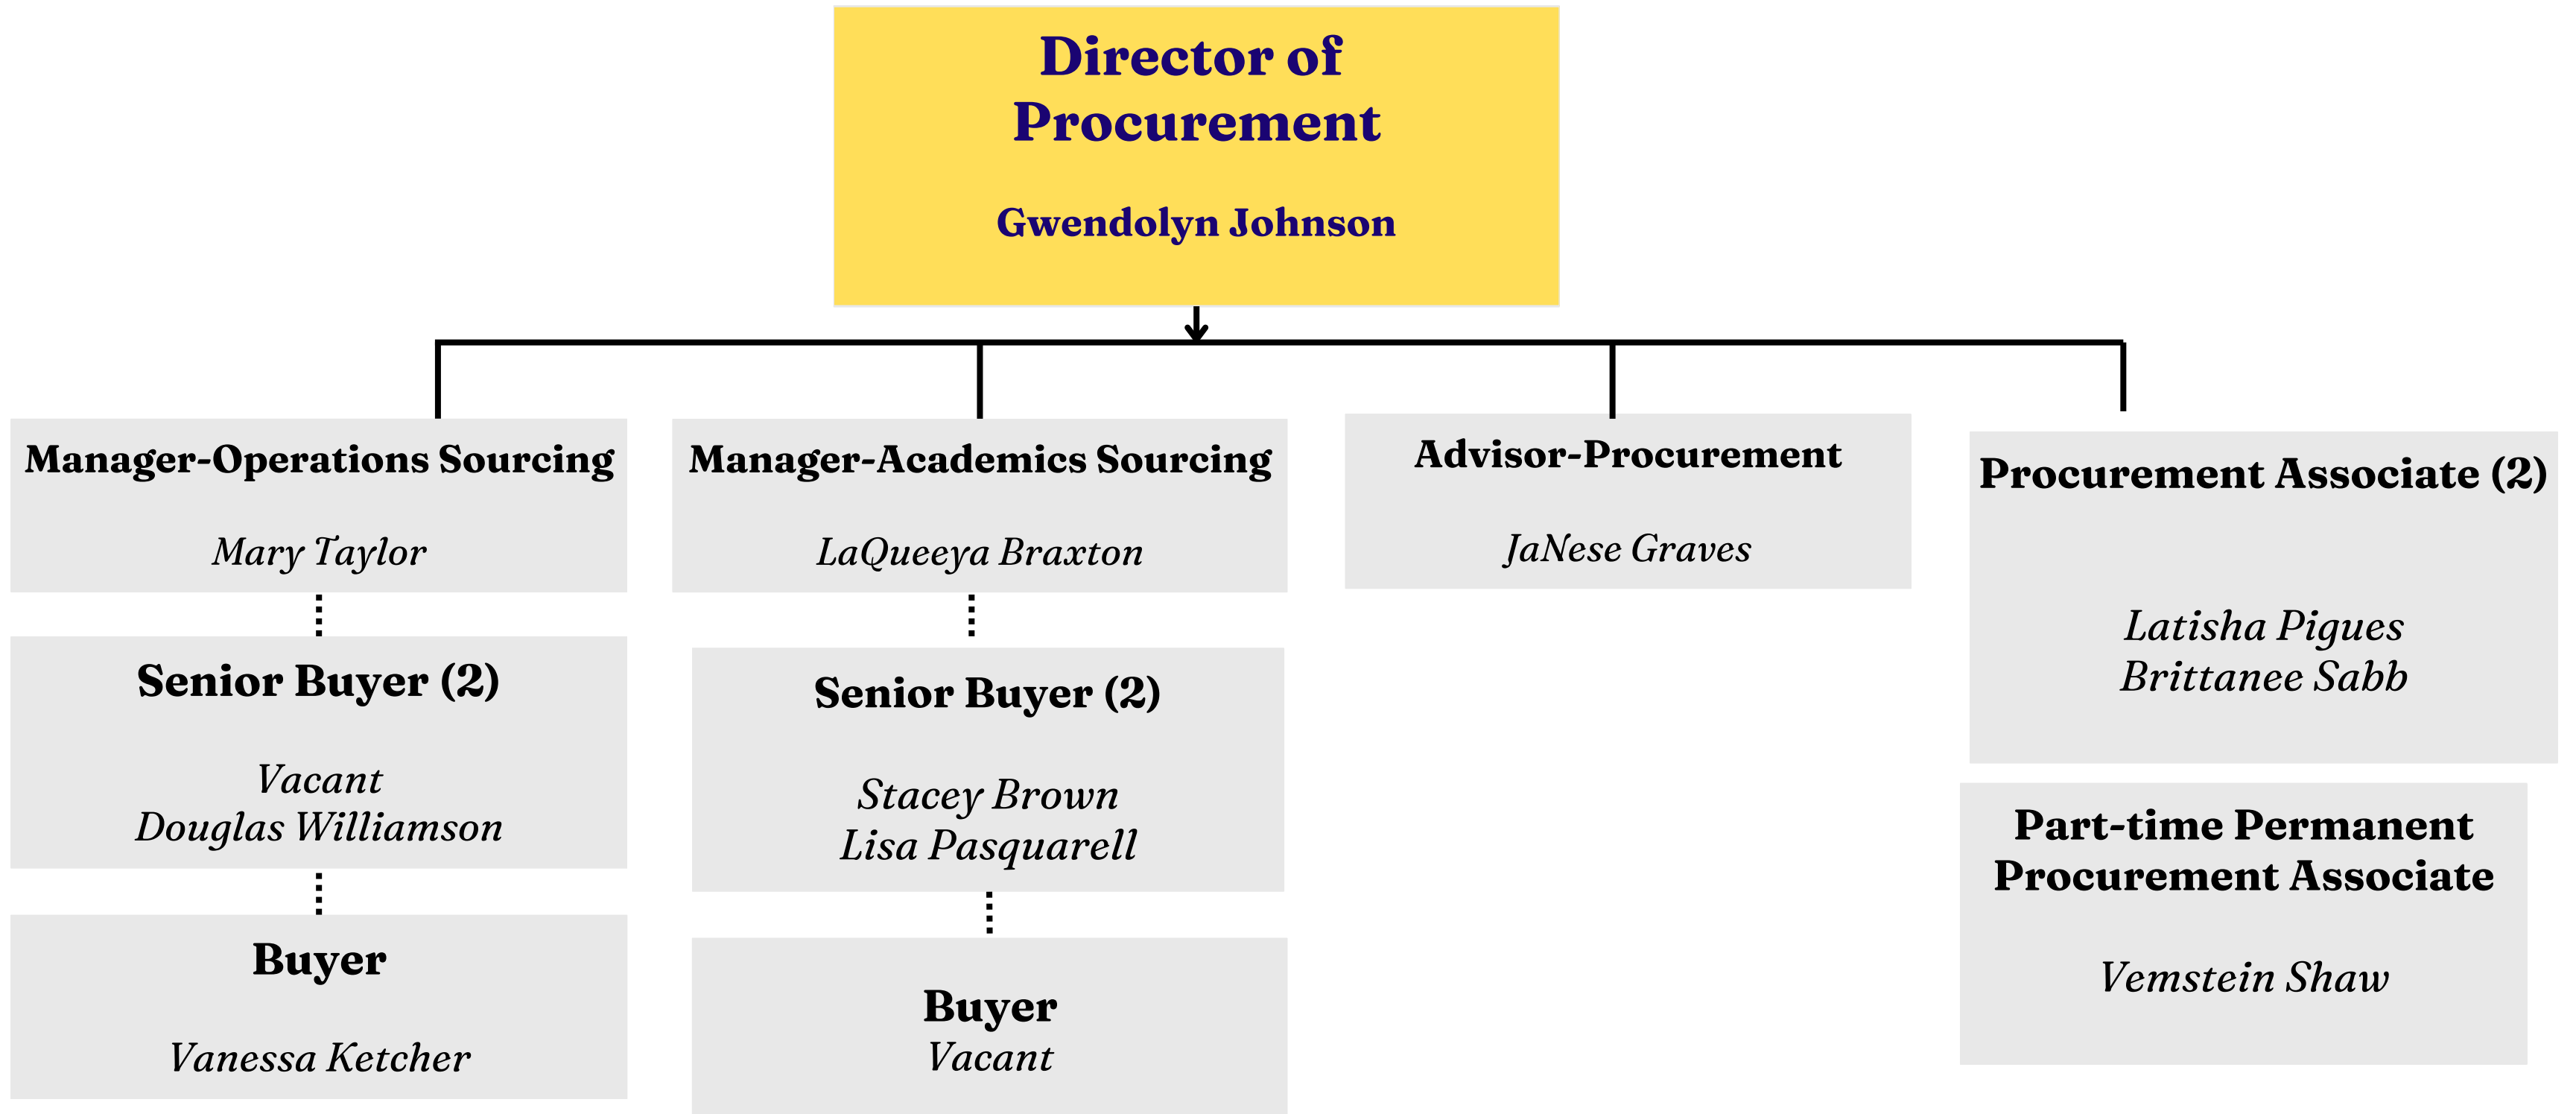 Director of
Procurement
Gwendolyn Johnson
Manager-Operations Sourcing
Mary Taylor
Senior Buyer (2)
Vacant
Douglas Williamson
Buyer
Vanessa Ketcher
Manager-Academics Sourcing
LaQueeya Braxton
Senior Buyer (2)
Stacey Brown
Lisa Pasquarell
Buyer
Vacant
Advisor-Procurement
JaNese Graves
Procurement Associate (2)
Latisha Pigues
Brittanee Sabb
Part-time Permanent
Procurement Associate
Vemstein Shaw